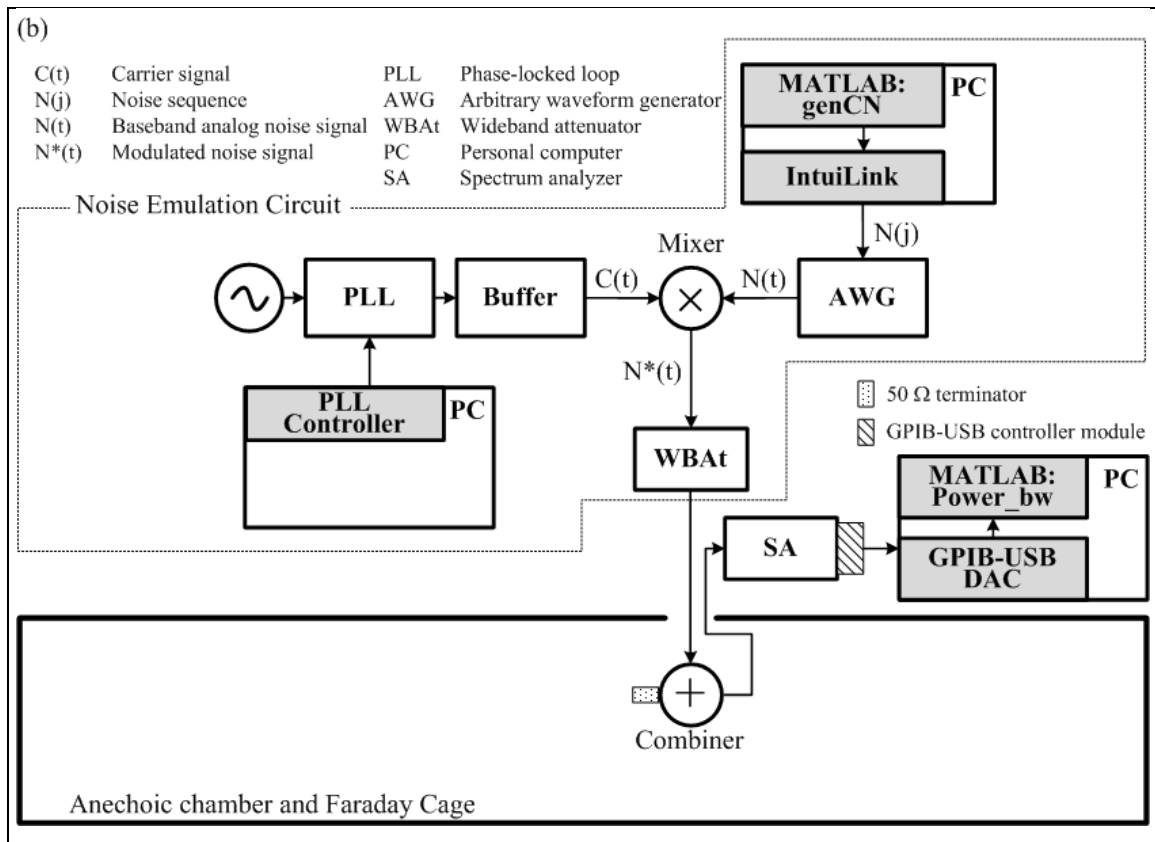 (b)
C(t) Carrier signal
N(j) Noise sequence
N(t) Baseband analog noise signal
N*(t) Modulated noise signal
PLL Phase-locked loop
AWG Arbitrary waveform generator
WBAt Wideband attenuator
PC Personal computer
SA Spectrum analyzer
MATLAB:
genCN
PC
IntuiLink
N(j)
Noise Emulation Circuit
Mixer
PLL
Buffer
C(t)
N(t)
AWG
N*(t)
PLL
Controller
PC
50 Ω terminator
GPIB-USB controller module
WBAt
MATLAB:
Power_bw
PC
SA
GPIB-USB
DAC
Combiner
Anechoic chamber and Faraday Cage